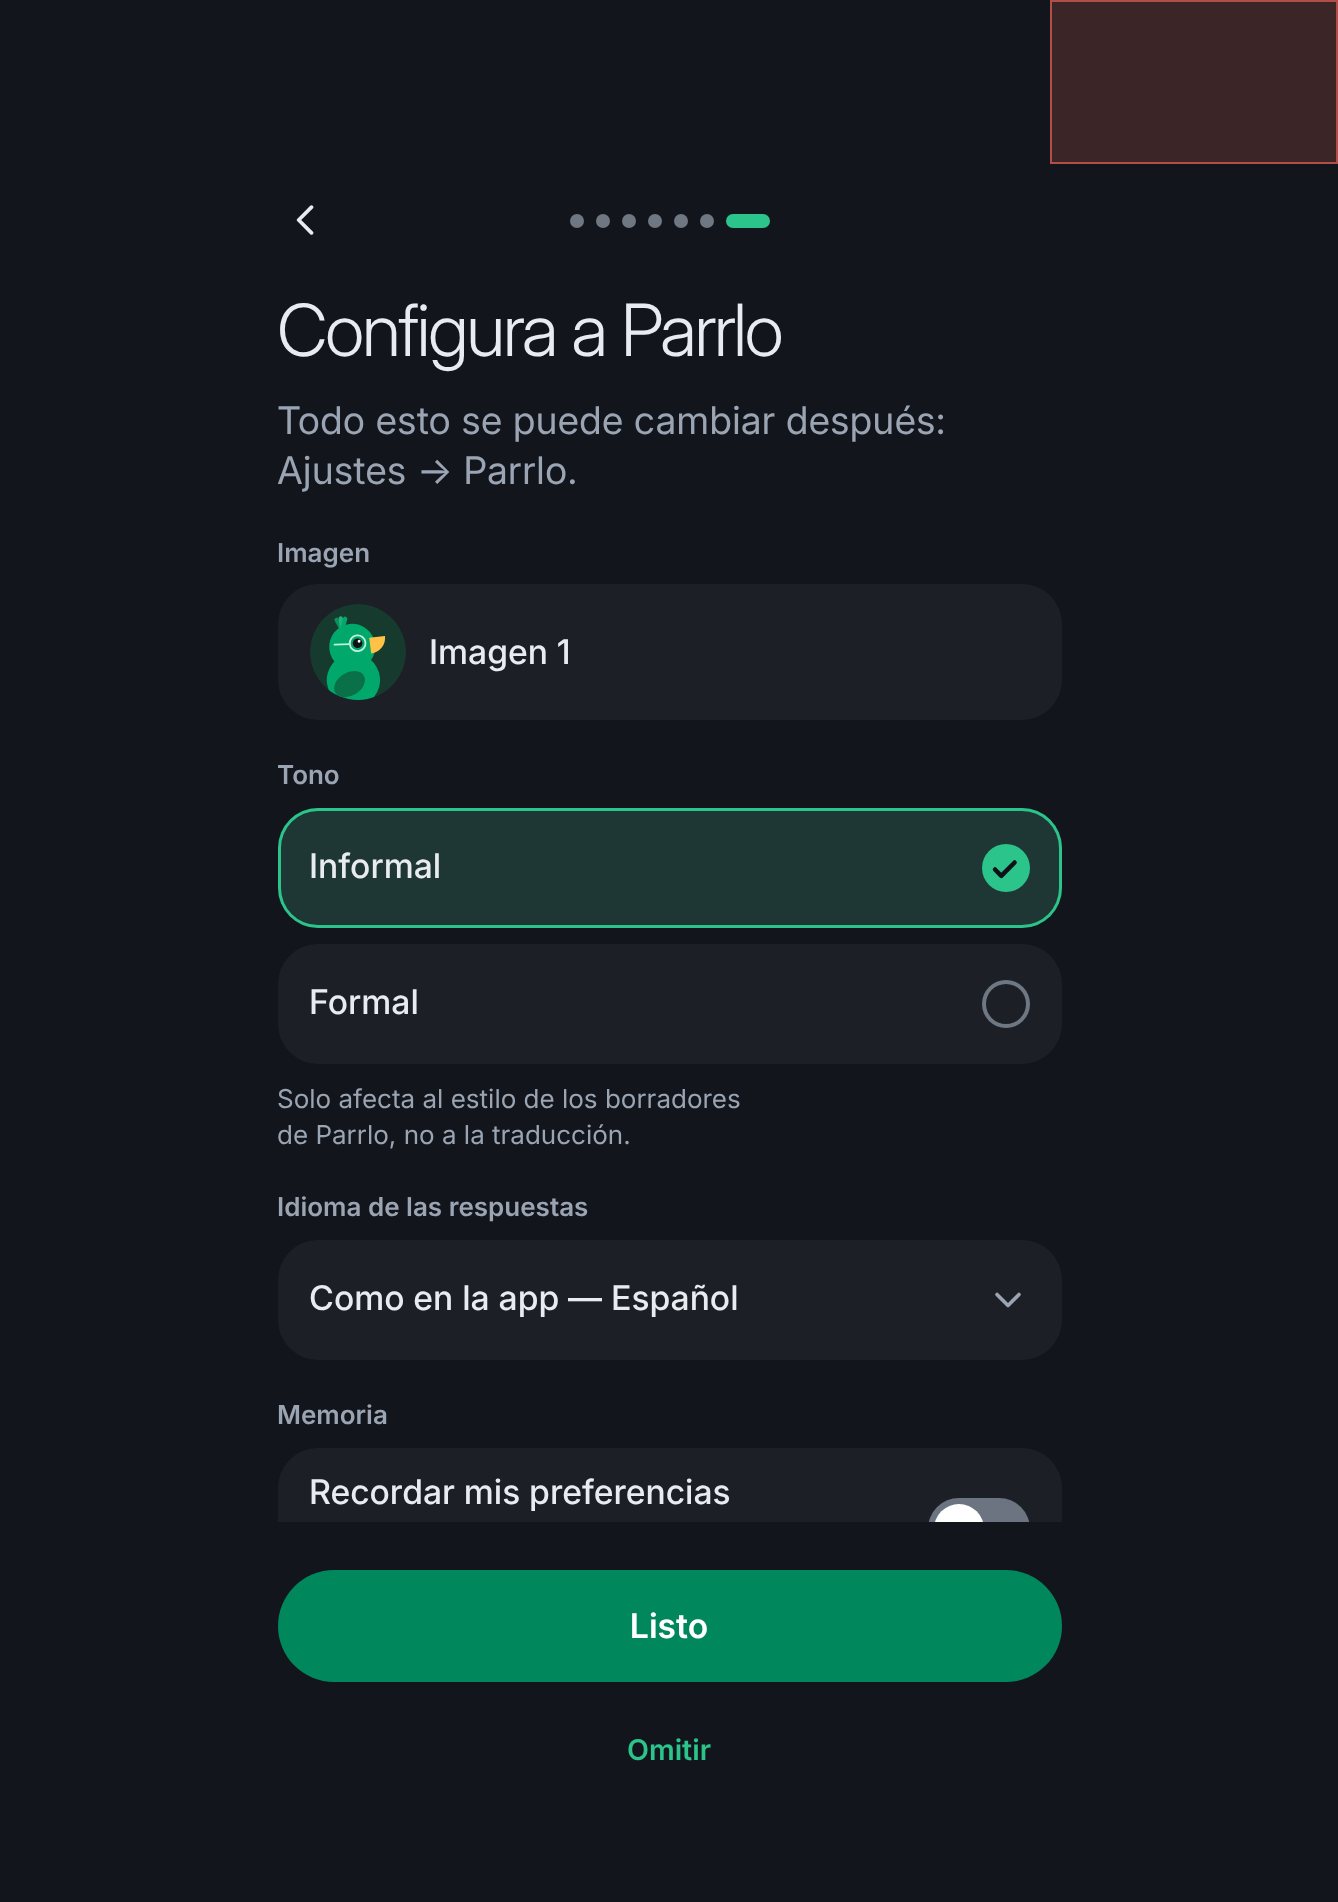 Configura a Parrlo
Todo esto se puede cambiar después:
Ajustes → Parrlo.
Imagen
Imagen 1
Tono
Informal
Formal
Solo afecta al estilo de los borradores
de Parrlo, no a la traducción.
Idioma de las respuestas
Como en la app — Español
Memoria
Recordar mis preferencias
Listo
Omitir